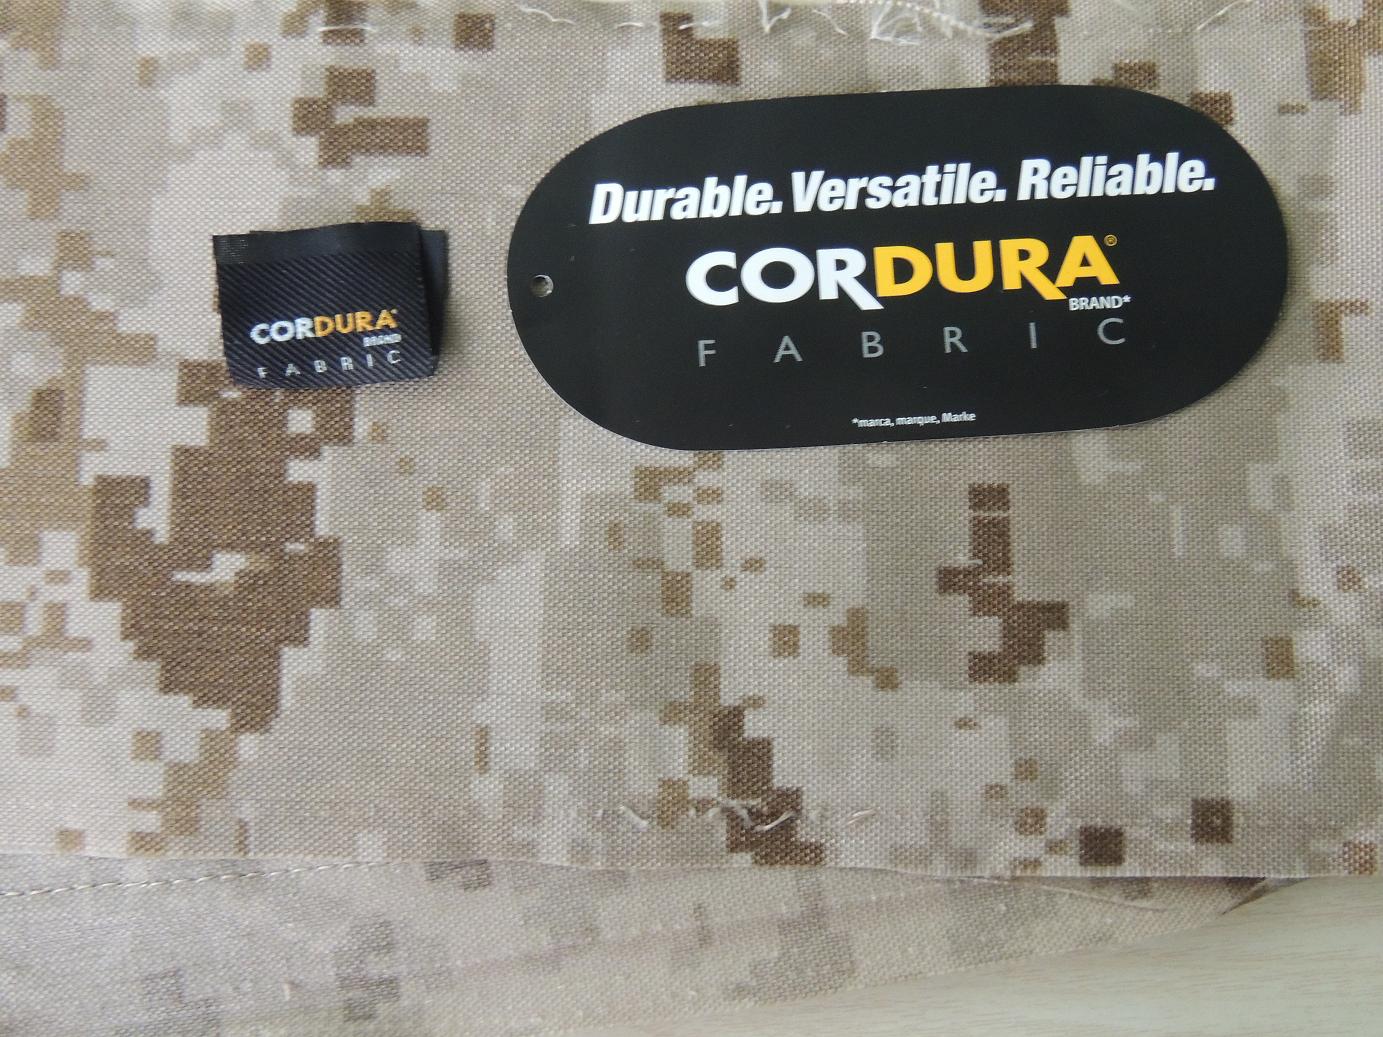 Durable. Versatile. Reliable.
CORDURA®
BRAND*
FABRIC
*marca, marque, Marke
CORDURA®
BRAND
FABRIC